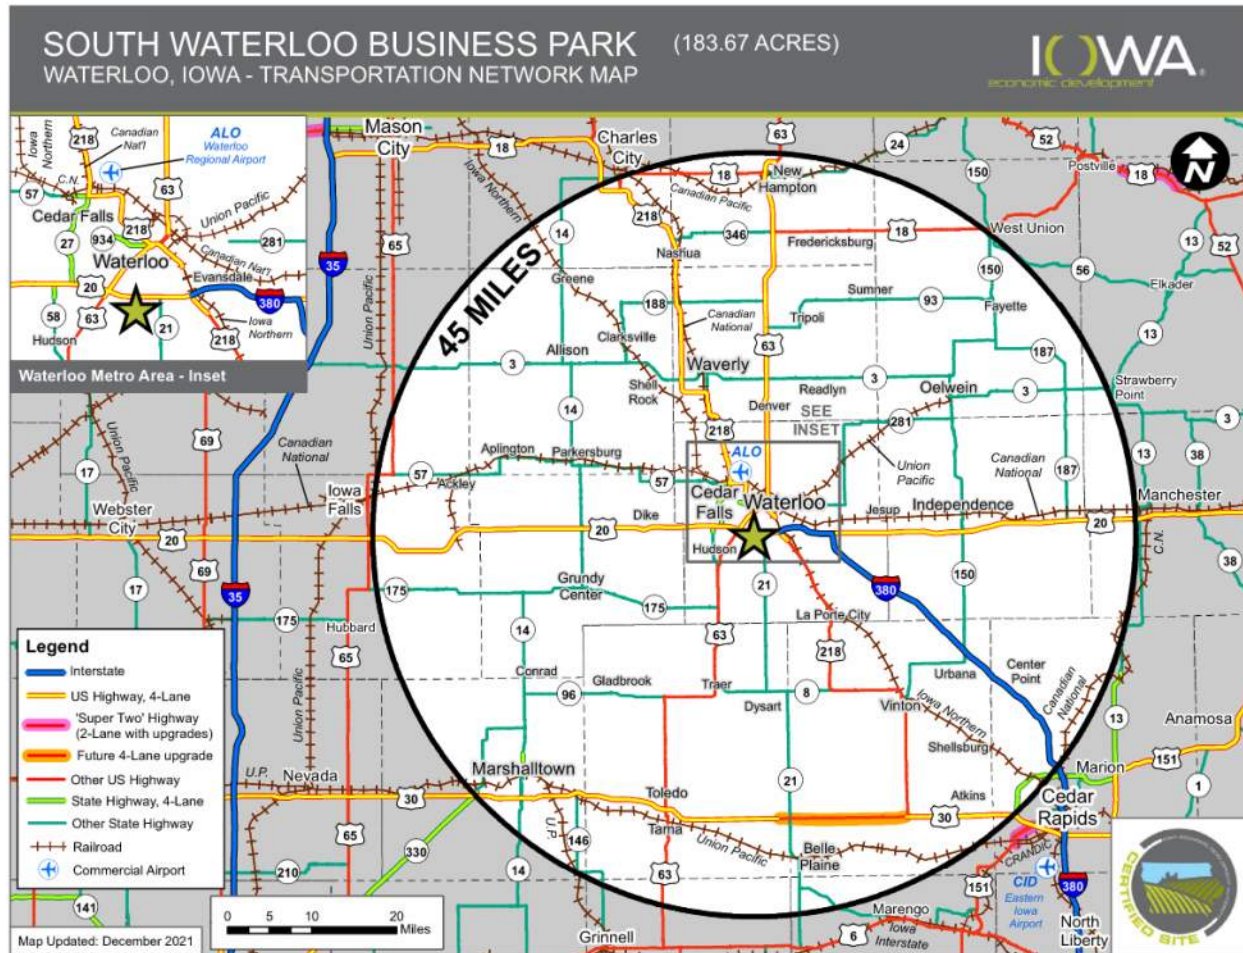 SOUTH WATERLOO BUSINESS PARK (183.67 ACRES)
WATERLOO, IOWA - TRANSPORTATION NETWORK MAP
IOWA®
economic development
Iowa
Northern
218
Canadian
Nat'l
ALO
Waterloo
Regional Airport
C.N.
57
63
Cedar Falls
218
Union Pacific
27
934
281
Waterloo
Canadian Nat'l
Evansdale
20
380
58
63
21
Iowa
Northern
Hudson
218
Waterloo Metro Area - Inset
N
Mason
City
18
Charles
City
63
24
52
Postville
18
Iowa Northern
18
New
Hampton
150
Canadian Pacific
65
14
218
346
Fredericksburg
18
West Union
13
52
35
45 MILES
Nashua
Greene
150
56
Elkader
Union Pacific
188
Sumner
93
Fayette
Canadian
National
Tripoli
13
Clarksville
63
Allison
187
3
Waverly
Readlyn
3
Oelwein
3
Strawberry
Point
Shell
Rock
14
Denver
SEE
INSET
3
218
281
69
Union Pacific
Canadian
National
17
Aplington
Parkersburg
ALO
Union
Pacific
Canadian
National
187
13
38
57
Ackley
57
Cedar
Falls
Waterloo
Iowa
Falls
Webster
City
Independence
Manchester
Jesup
Dike
20
20
20
Hudson
C.N.
69
17
35
175
Grundy
Center
175
21
380
150
38
175
Hubbard
14
La Porte City
63
65
218
Conrad
Gladbrook
96
Traer
8
Dysart
Urbana
Center
Point
Vinton
Canadian
National
Iowa Northern
13
Anamosa
Union Pacific
Shellsburg
151
U.P.
Nevada
Marshalltown
21
Marion
1
30
Toledo
Atkins
30
Cedar
Rapids
65
330
U.P.
146
Tama
Union Pacific
Belle
Plaine
CRANDIC
210
14
63
151
CID
Eastern
Iowa
Airport
380
141
Marengo
Iowa
Interstate
6
North
Liberty
Grinnell
Legend
Interstate
US Highway, 4-Lane
'Super Two' Highway
(2-Lane with upgrades)
Future 4-Lane upgrade
Other US Highway
State Highway, 4-Lane
Other State Highway
Railroad
Commercial Airport
Map Updated: December 2021
0 5 10 20
Miles
CERTIFIED SITE